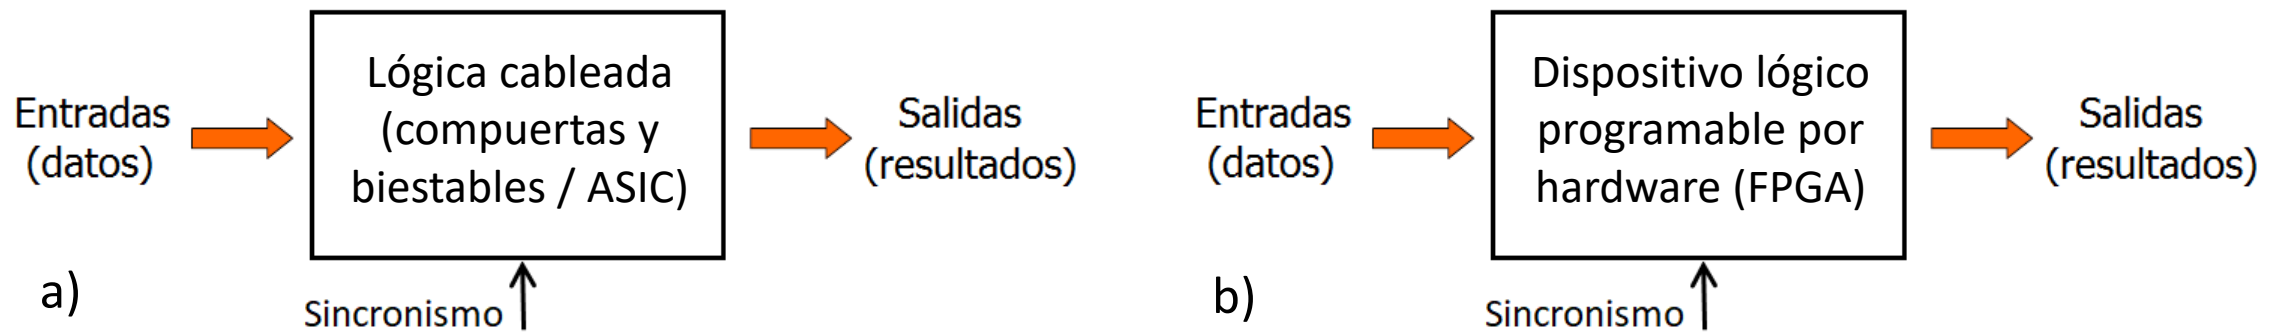 Entradas
(datos)
Lógica cableada
(compuertas y
biestables / ASIC)
Salidas
(resultados)
Sincronismo
a)
Entradas
(datos)
Dispositivo lógico
programable por
hardware (FPGA)
Salidas
(resultados)
Sincronismo
b)